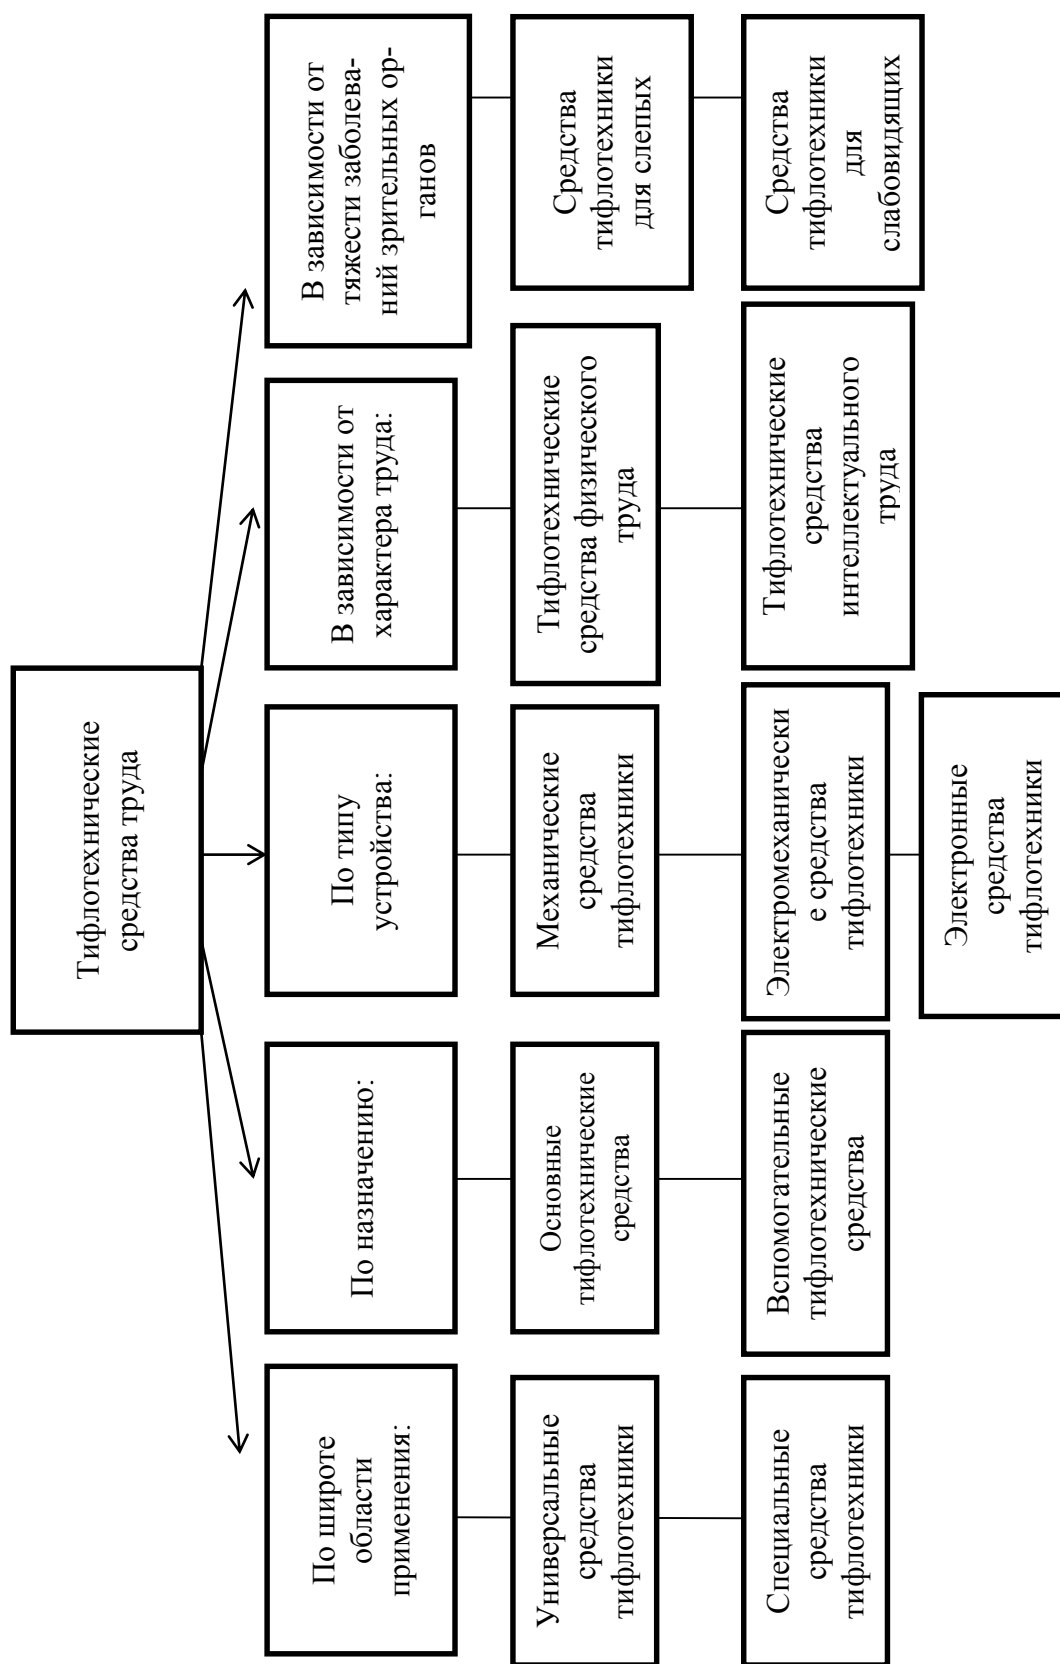 Тифлотехнические
средства труда
По широте
области
применения:
Универсальные
средства
тифлотехники
Специальные
средства
тифлотехники
По назначению:
Основные
тифлотехнические
средства
Вспомогательные
тифлотехнические
средства
По типу
устройства:
Механические
средства
тифлотехники
Электромеханически
е средства
тифлотехники
Электронные
средства
тифлотехники
В зависимости от
характера труда:
Тифлотехнические
средства физического
труда
Тифлотехнические
средства
интеллектуального
труда
В зависимости от
тяжести заболева-
ний зрительных ор-
ганов
Средства
тифлотехники
для слепых
Средства
тифлотехники
для
слабовидящих